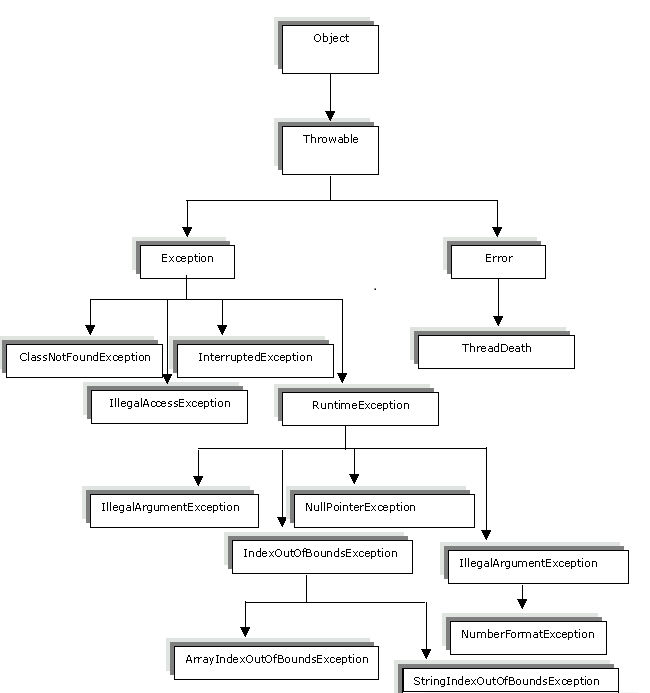 Object
Throwable
Exception
Error
ClassNotFoundException
InterruptedException
ThreadDeath
IllegalAccessException
RuntimeException
IllegalArgumentException
NullPointerException
IndexOutOfBoundsException
IllegalArgumentException
NumberFormatException
ArrayIndexOutOfBoundsException
StringIndexOutOfBoundsException